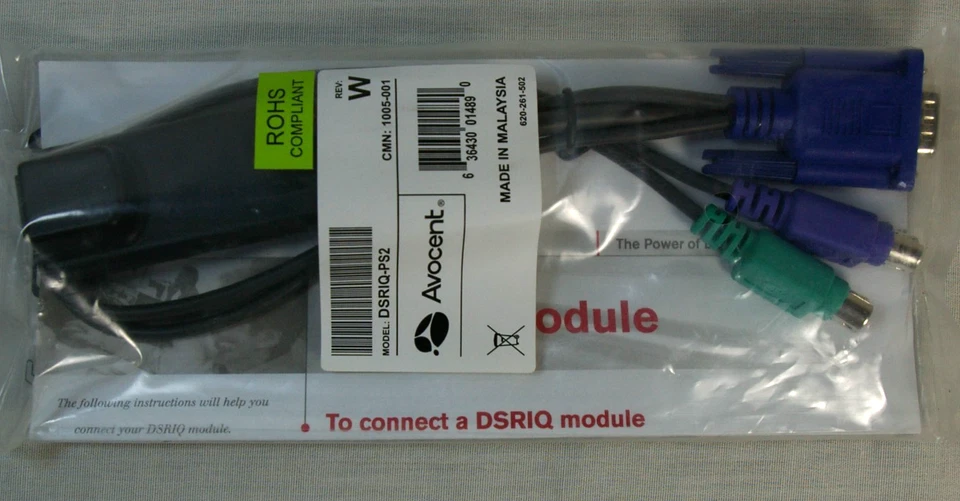 ROHS
COMPLIANT
REV:
W
CMN: 1005-001
6 36430 01489 0
MADE IN MALAYSIA
620-261-502
MODEL: DSRIQ-PS2
Avocent®
The Power of
odule
The following instructions will help you
connect your DSRIQ module.
To connect a DSRIQ module